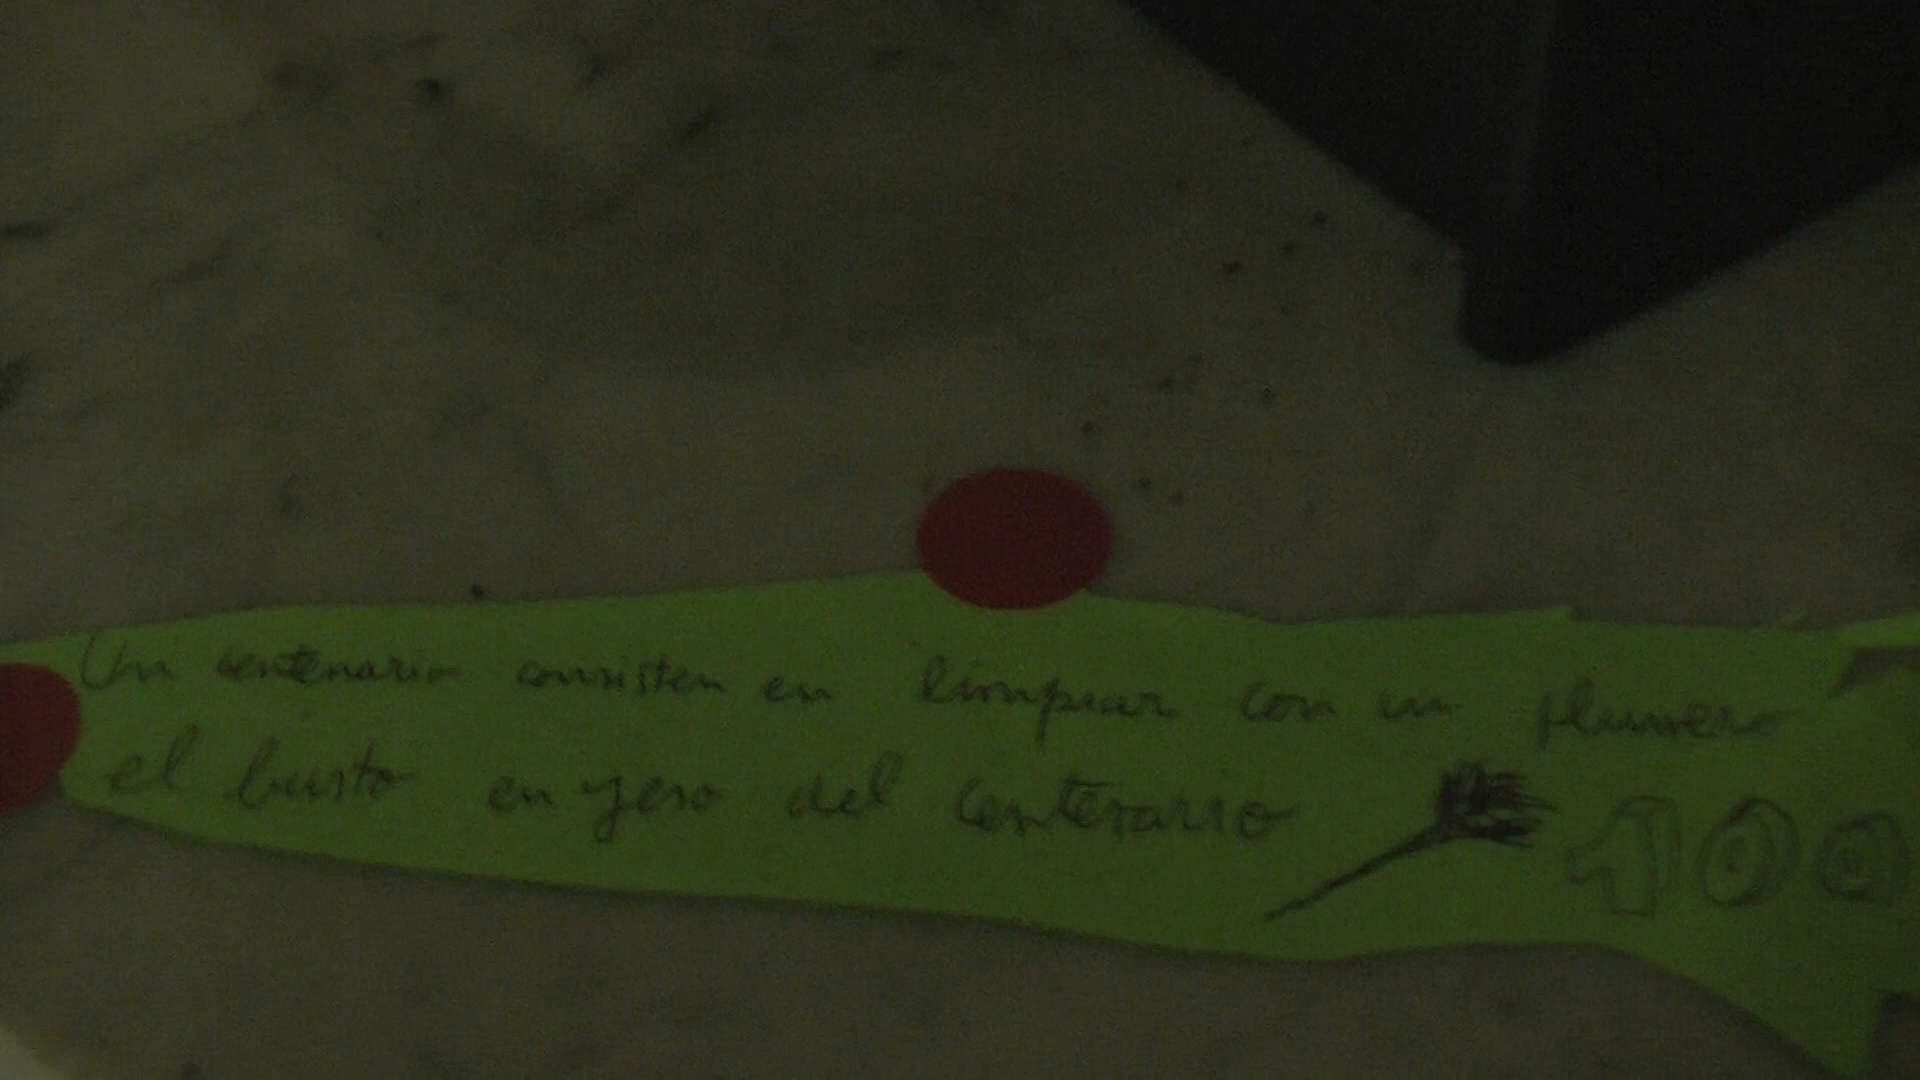 Un centenario consisten en limpiar con un plumero
el busto en yeso del centenario
100